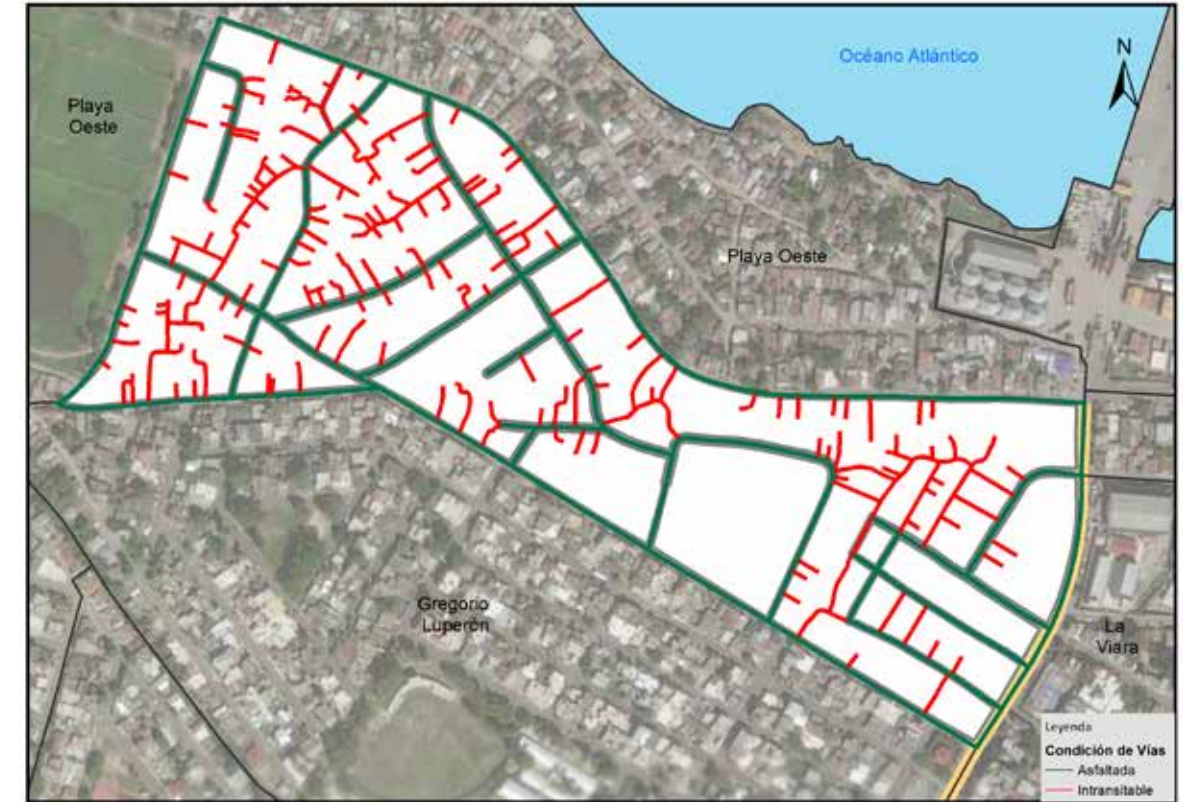 Océano Atlántico
N
Playa
Oeste
Playa Oeste
Gregorio
Luperón
La
Viara
Leyenda
Condición de Vías
Asfaltada
Intransitable